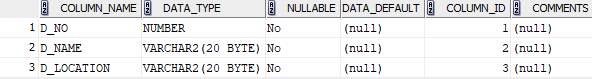 COLUMN_NAME DATA_TYPE NULLABLE DATA_DEFAULT COLUMN_ID COMMENTS
1 D_NO NUMBER No (null) 1 (null)
2 D_NAME VARCHAR2(20 BYTE) No (null) 2 (null)
3 D_LOCATION VARCHAR2(20 BYTE) No (null) 3 (null)